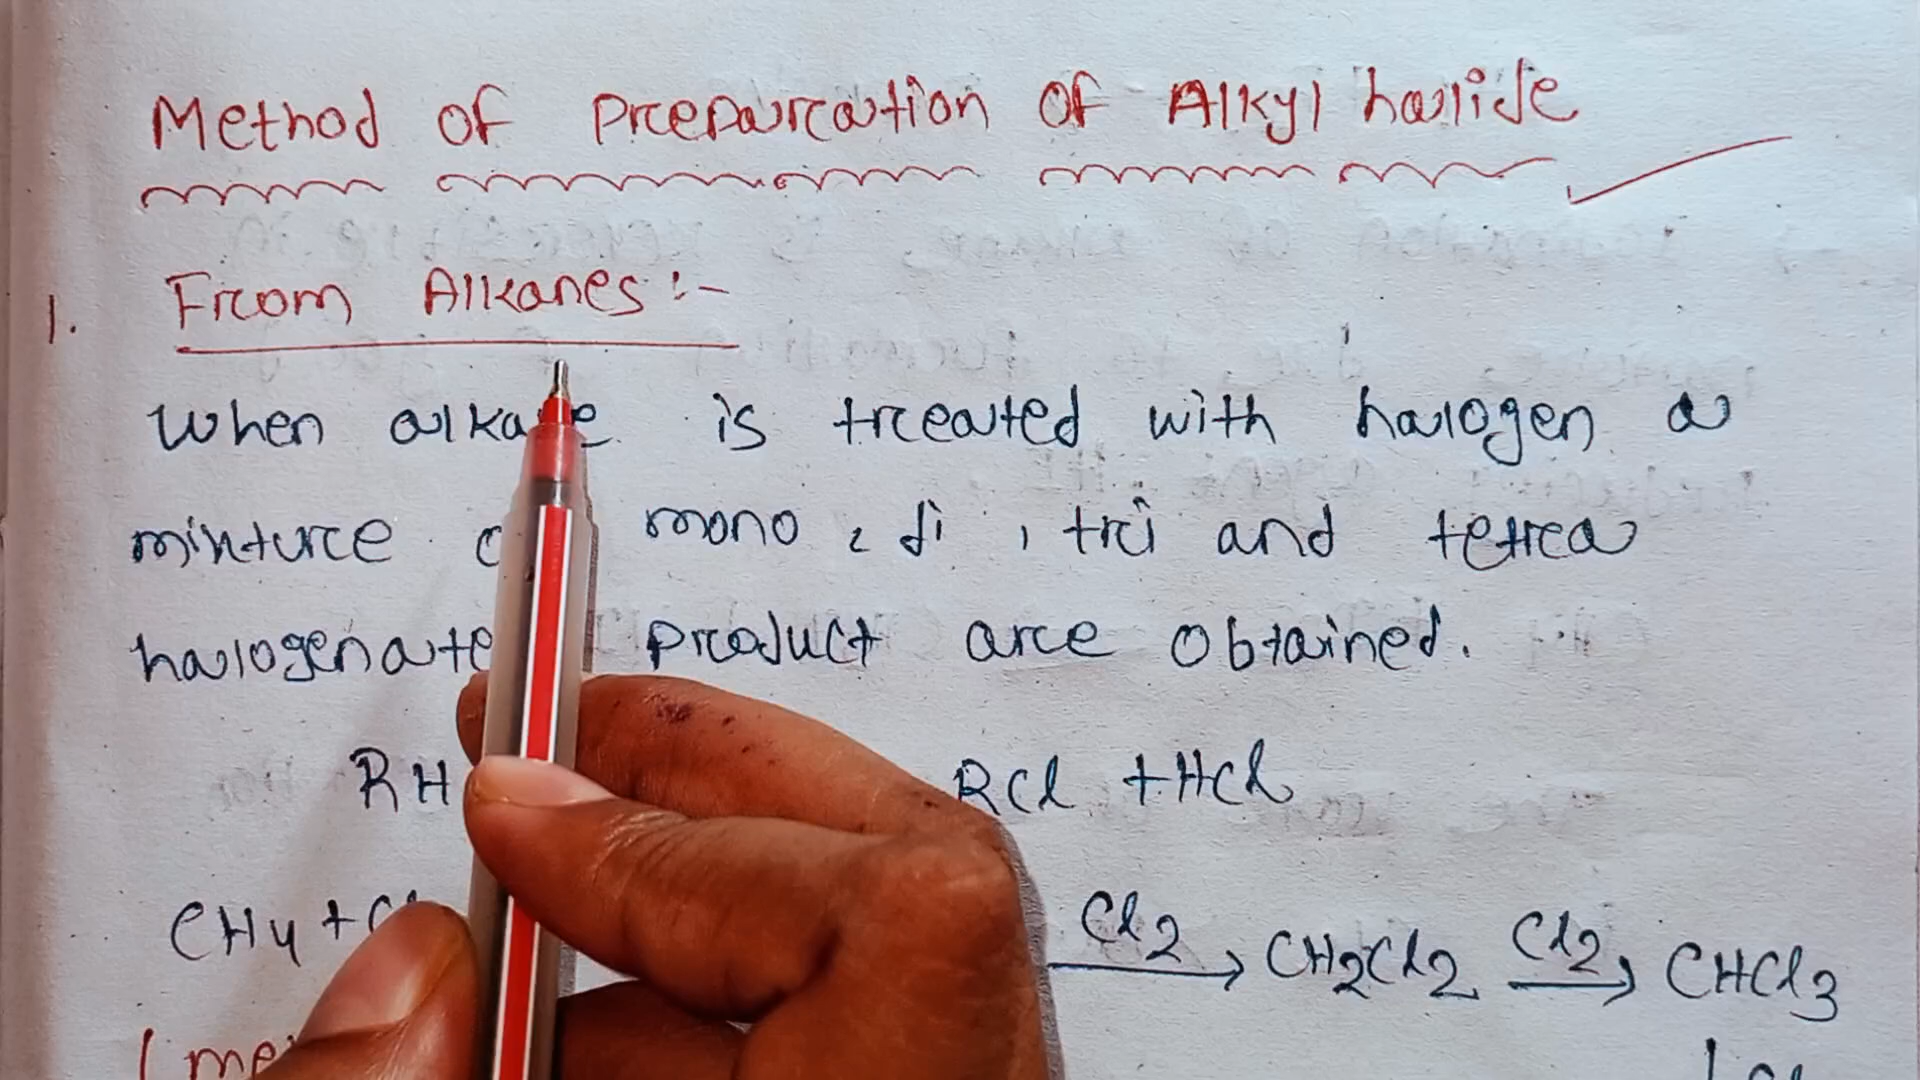 Method of Preparation of Alkyl halide
1. From Alkanes :-
When alkane is treated with halogen a
mixture mono, di, tri and tetra
halogenate product are obtained.
RH RCl + HCl
CH4 + Cl2 → CH2Cl2 Cl2 → CHCl3